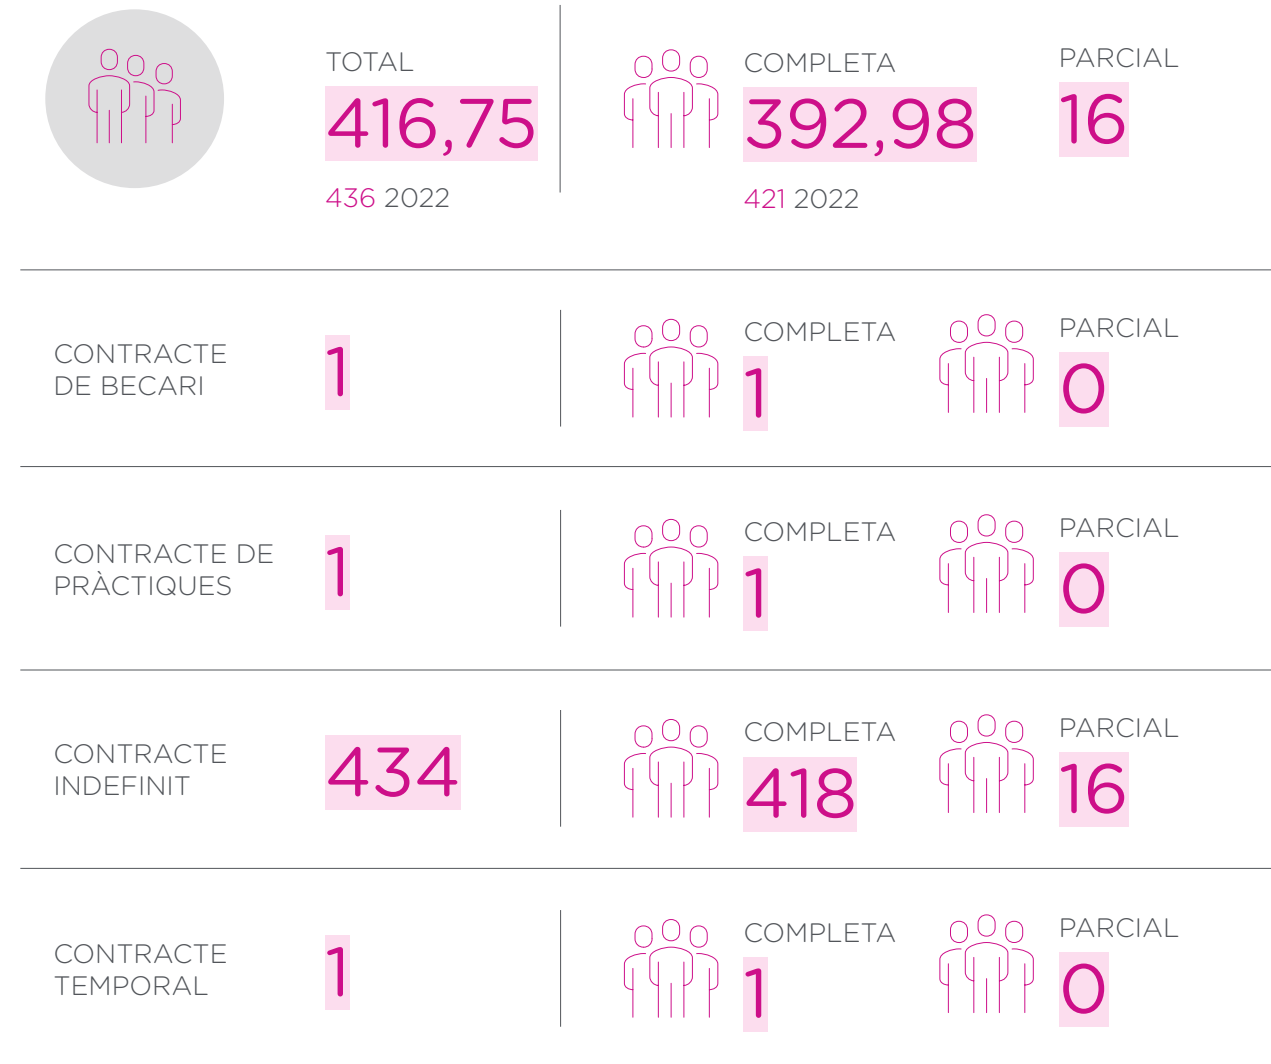 TOTAL
416,75
436 2022
COMPLETA
392,98
421 2022
PARCIAL
16
CONTRACTE
DE BECARI
1
COMPLETA
1
PARCIAL
0
CONTRACTE DE
PRÀCTIQUES
1
COMPLETA
1
PARCIAL
0
CONTRACTE
INDEFINIT
434
COMPLETA
418
PARCIAL
16
CONTRACTE
TEMPORAL
1
COMPLETA
1
PARCIAL
0